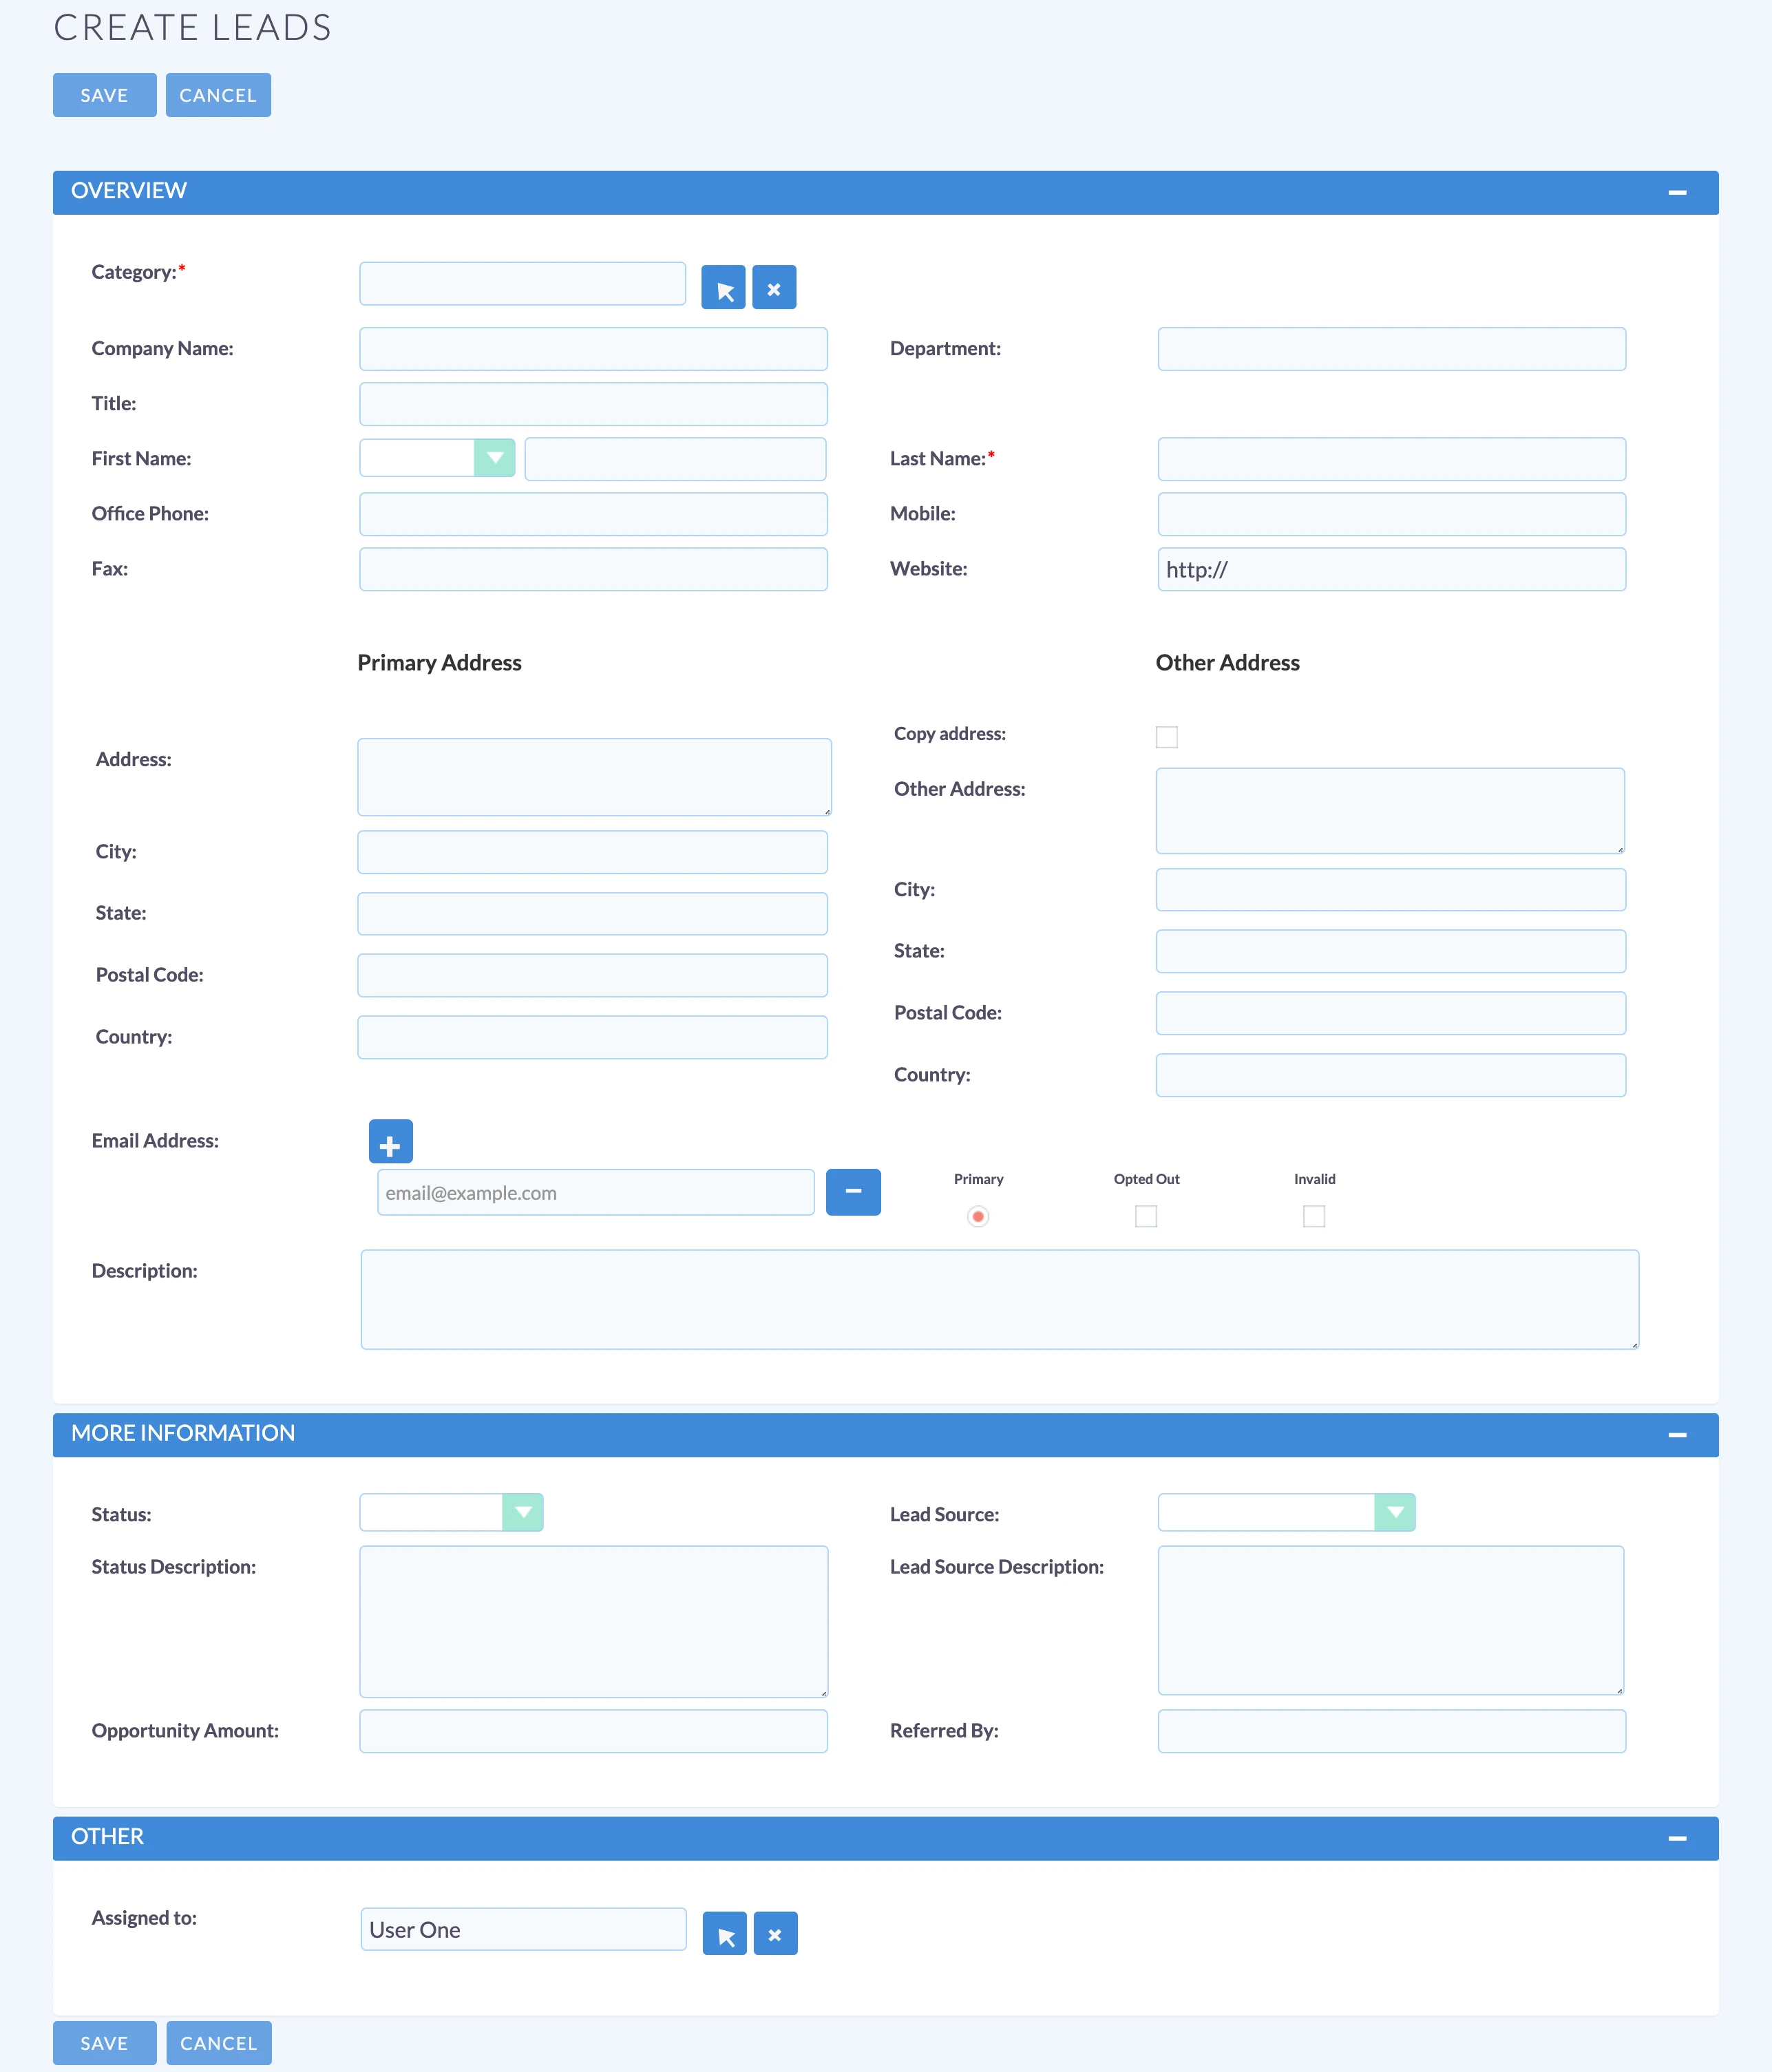 CREATE LEADS
SAVE CANCEL
OVERVIEW
Category:*
Company Name: Department:
Title:
First Name: Last Name:*
Office Phone: Mobile:
Fax: Website: http://
Primary Address Other Address
Copy address:
Address:
Other Address:
City:
City:
State:
State:
Postal Code:
Postal Code:
Country:
Country:
Email Address:
email@example.com Primary Opted Out Invalid
Description:
MORE INFORMATION
Status: Lead Source:
Status Description: Lead Source Description:
Opportunity Amount: Referred By:
OTHER
Assigned to: User One
SAVE CANCEL